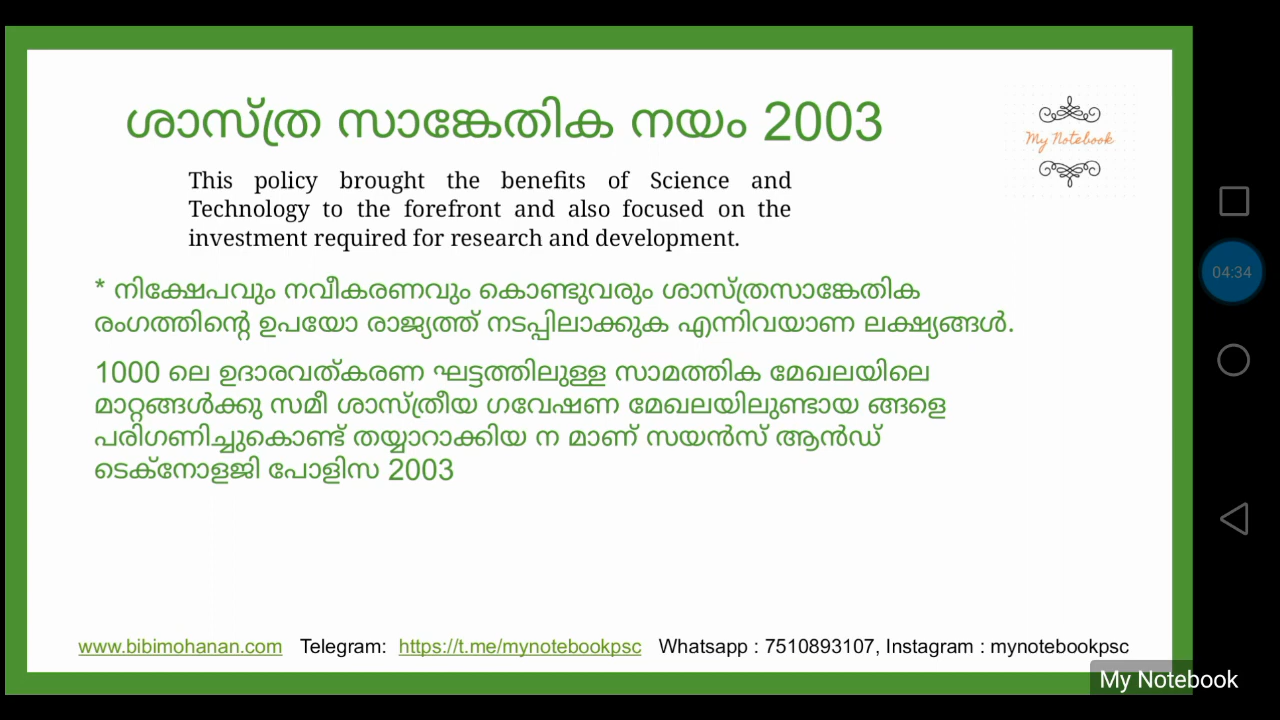 ശാസ്ത്ര സാങ്കേതിക നയം 2003
My Notebook
This policy brought the benefits of Science and
Technology to the forefront and also focused on the
investment required for research and development.
* നിക്ഷേപവും നവീകരണവും കൊണ്ടുവരും ശാസ്ത്രസാങ്കേതിക
രംഗത്തിന്റെ ഉപയോ രാജ്യത്ത് നടപ്പിലാക്കുക എന്നിവയാണ ലക്ഷ്യങ്ങൾ.
1000 ലെ ഉദാരവത്കരണ ഘട്ടത്തിലുള്ള സാമത്തിക മേഖലയിലെ
മാറ്റങ്ങൾക്കു സമീ ശാസ്ത്രീയ ഗവേഷണ മേഖലയിലുണ്ടായ ങ്ങളെ
പരിഗണിച്ചുകൊണ്ട് തയ്യാറാക്കിയ ന മാണ് സയൻസ് ആൻഡ്
ടെക്നോളജി പോളിസ 2003
04:34
www.bibimohanan.com Telegram: https://t.me/mynotebookpsc Whatsapp : 7510893107, Instagram : mynotebookpsc
My Notebook